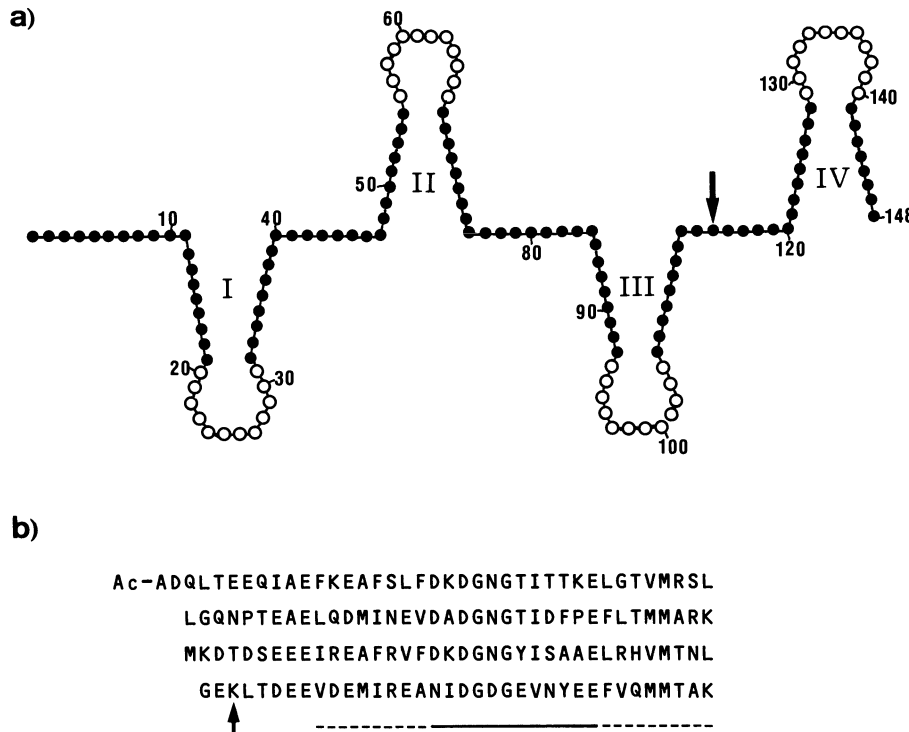 a)
60
130
140
50
II
IV
148
10
40
80
120
I
III
90
20
30
100
b)
Ac-ADQLTEEQIAEFKEAFSLFDKDGNGTITTKELGTVMRSL
LGQNPTEAELQDMINEVDADGNGTIDFPEFLTMMARK
MKDTDSEEEIREAFRVFDKDGNGYISAAELRHVMTNL
GEKLTDEEVDEMIREANIDGDGEVNYEEFVQMMTAK